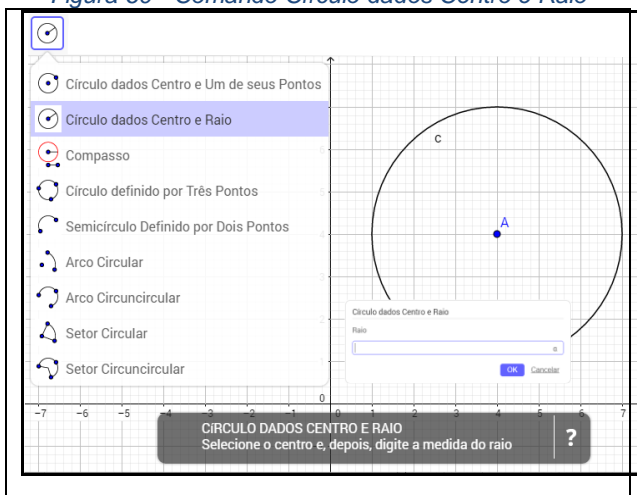 Figura 36 - Comando Círculo dados Centro e Raio
Círculo dados Centro e Um de seus Pontos
Círculo dados Centro e Raio
Compasso
Círculo definido por Três Pontos
Semicírculo Definido por Dois Pontos
Arco Circular
Arco Circuncircular
Setor Circular
Setor Circuncircular
c
A
Círculo dados Centro e Raio
Raio
α
OK Cancelar
0
-7 -6 -5 -4 -3 -2 -1 0 1 2 3 4 5 6 7
CÍRCULO DADOS CENTRO E RAIO
Selecione o centro e, depois, digite a medida do raio
?